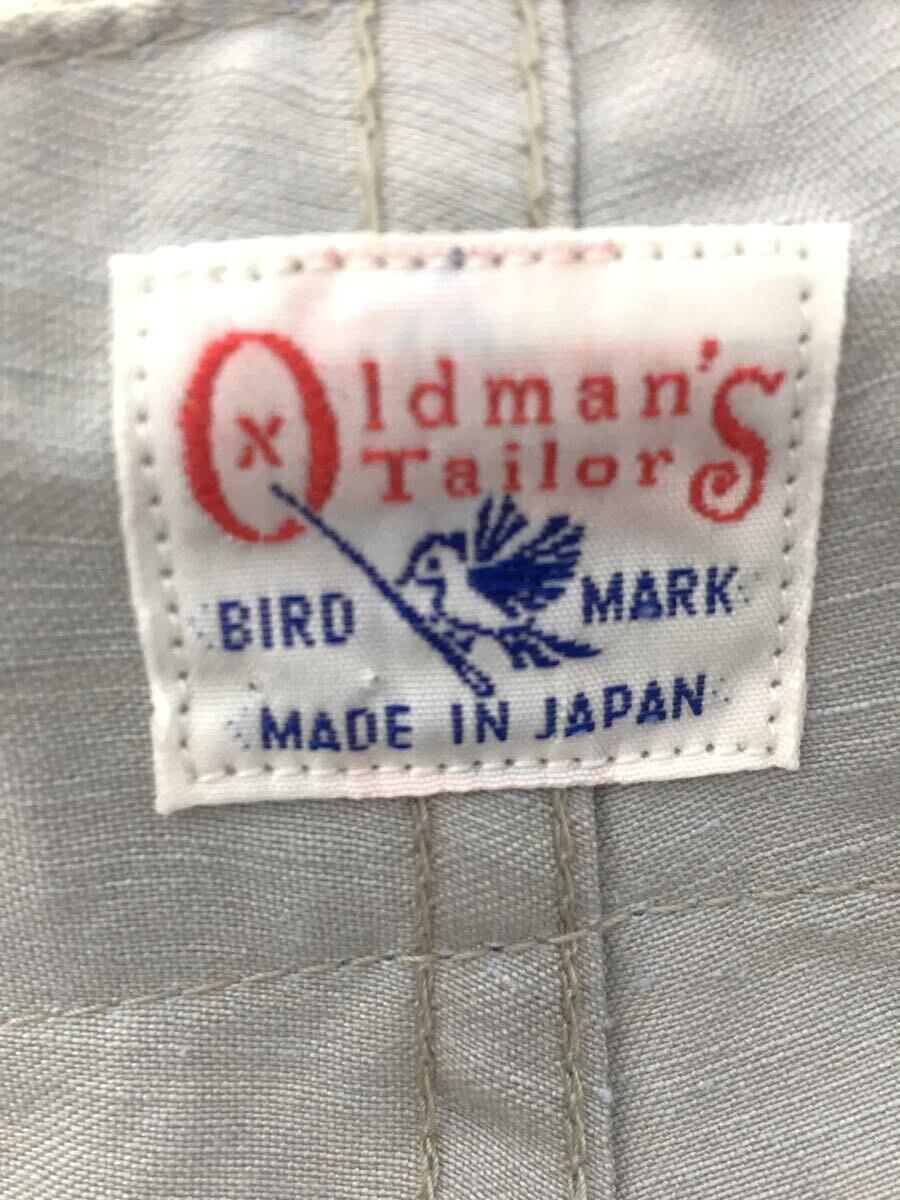 Oldman's
Tailor
X
BIRD MARK
MADE IN JAPAN